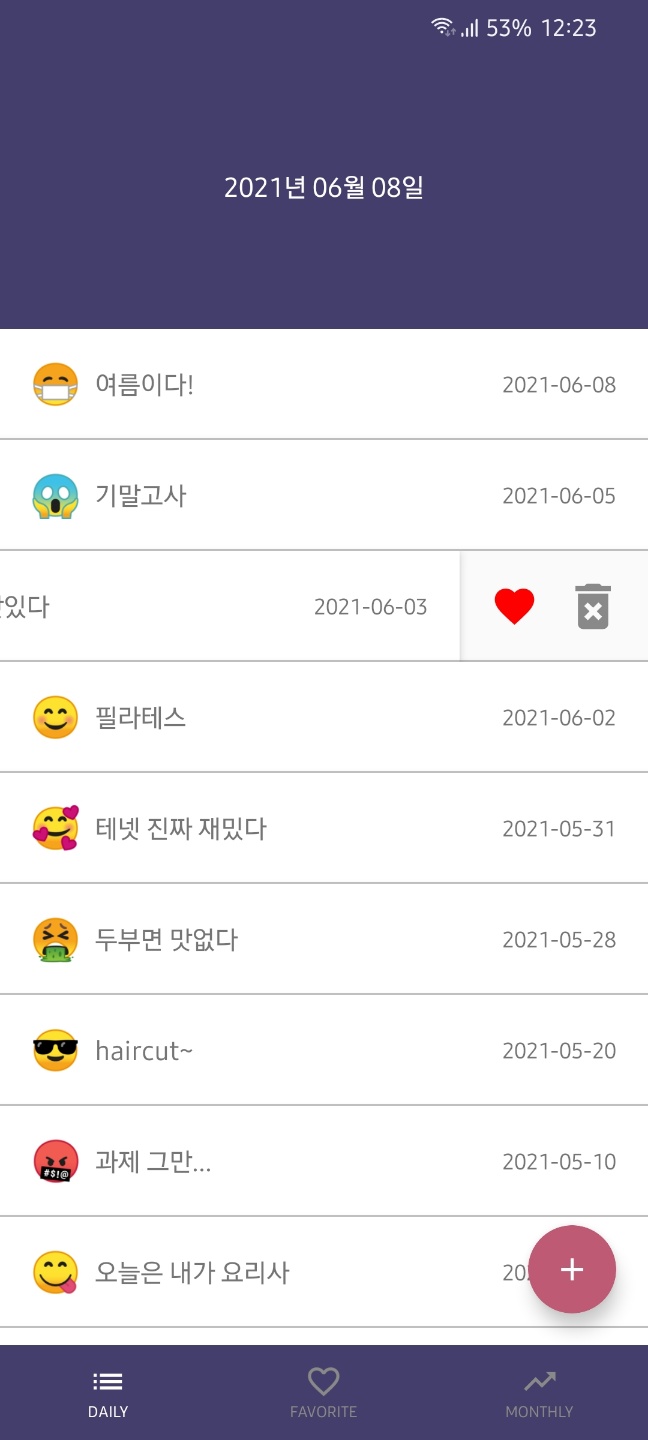 53% 12:23
2021년 06월 08일
여름이다! 2021-06-08
기말고사 2021-06-05
있다 2021-06-03
필라테스 2021-06-02
테넷 진짜 재밌다 2021-05-31
두부면 맛없다 2021-05-28
haircut~ 2021-05-20
#$!@
과제 그만... 2021-05-10
오늘은 내가 요리사
DAILY FAVORITE MONTHLY